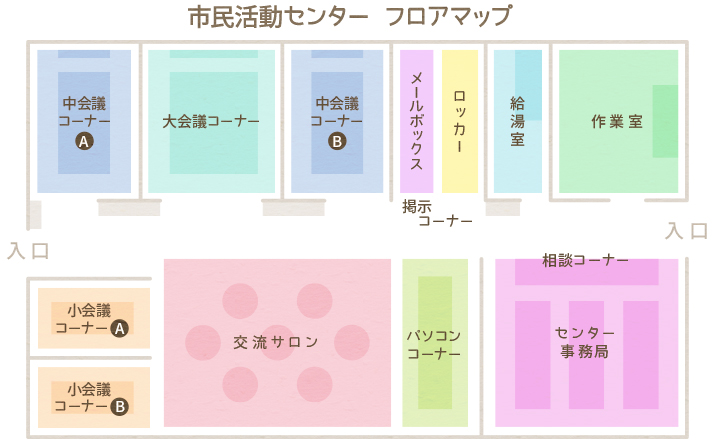 市民活動センター フロアマップ
中会議
コーナー
A
大会議コーナー
中会議
コーナー
B
メールボックス
ロッカー
給湯室
作業室
掲示
コーナー
入口
入口
小会議
コーナーA
小会議
コーナーB
交流サロン
パソコン
コーナー
相談コーナー
センター
事務局